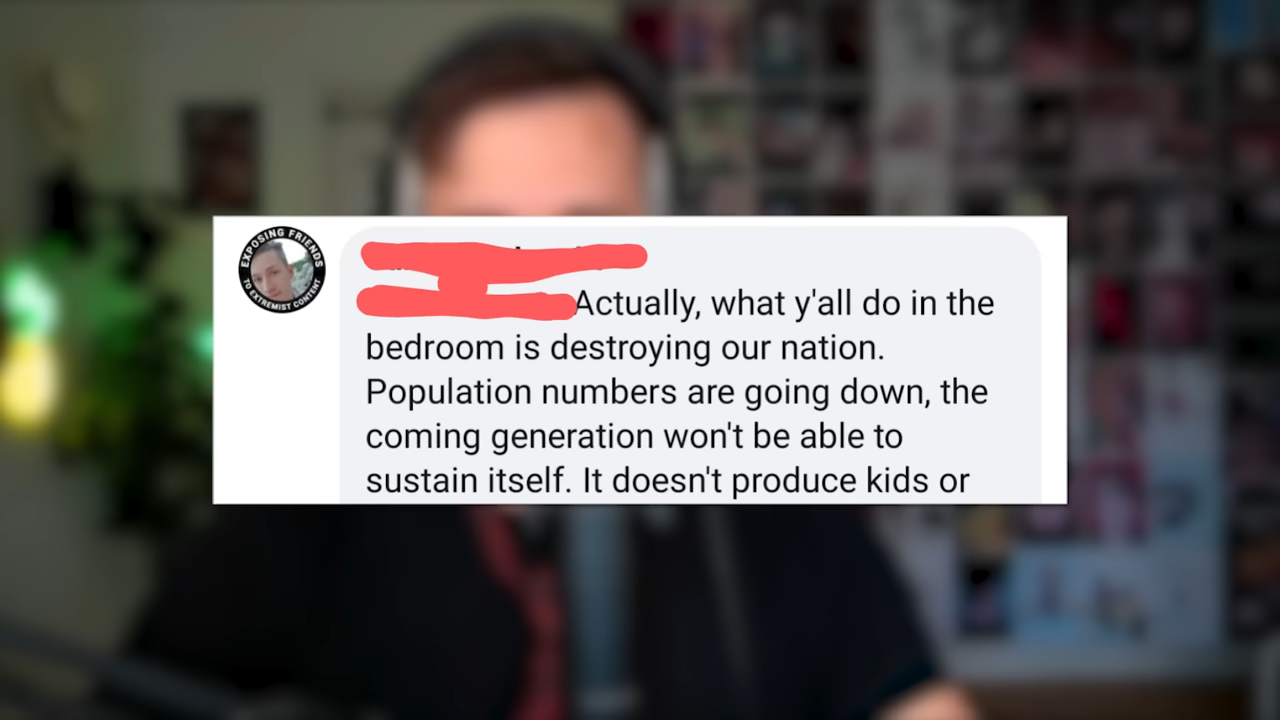 EXPOSING FRIENDS
TO EXTREMIST CONTENT
Actually, what y'all do in the
bedroom is destroying our nation.
Population numbers are going down, the
coming generation won't be able to
sustain itself. It doesn't produce kids or